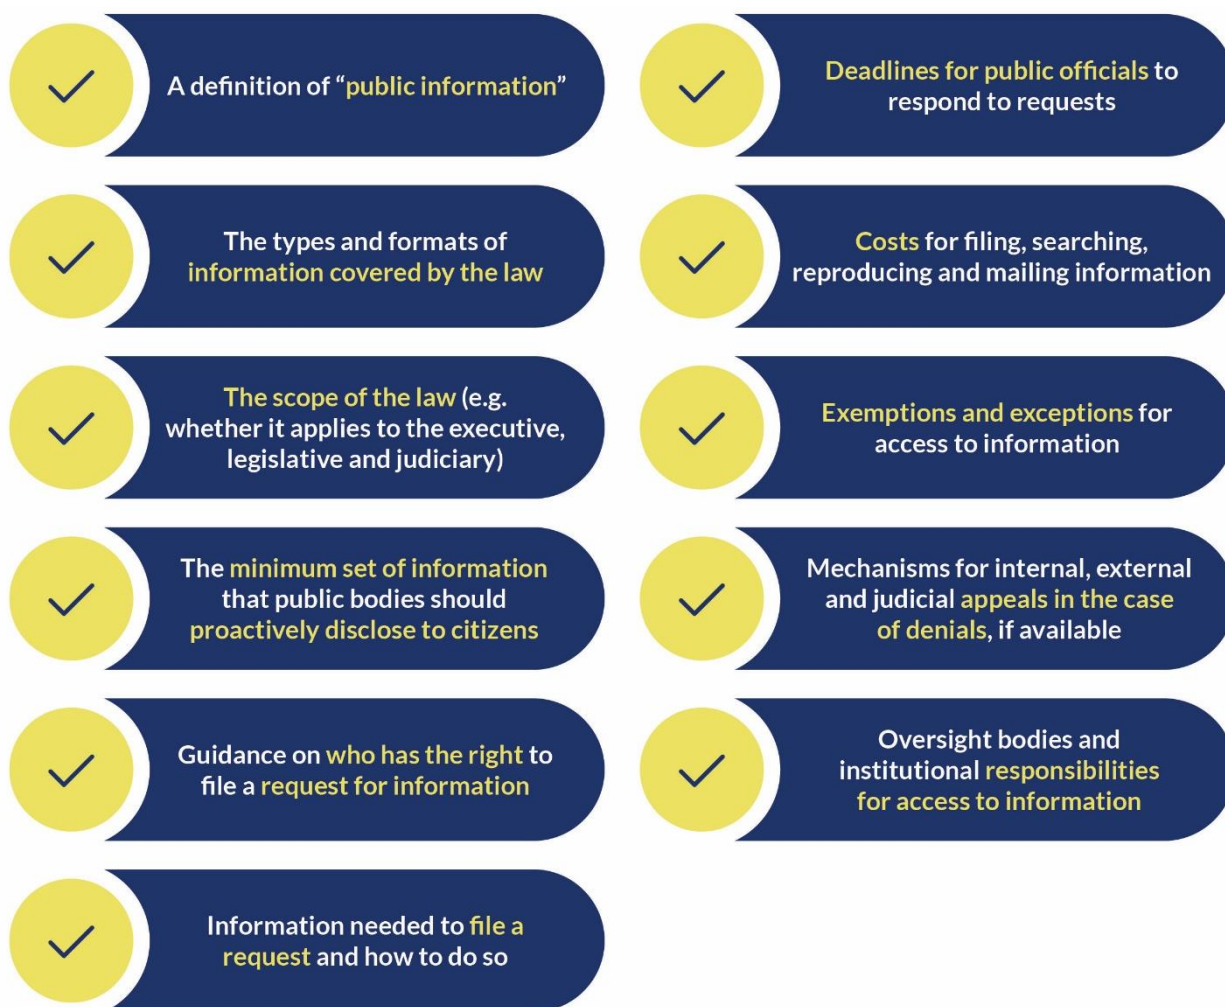 A definition of “public information”
The types and formats of
information covered by the law
The scope of the law (e.g.
whether it applies to the executive,
legislative and judiciary)
The minimum set of information
that public bodies should
proactively disclose to citizens
Guidance on who has the right to
file a request for information
Information needed to file a
request and how to do so
Deadlines for public officials to
respond to requests
Costs for filing, searching,
reproducing and mailing information
Exemptions and exceptions for
access to information
Mechanisms for internal, external
and judicial appeals in the case
of denials, if available
Oversight bodies and
institutional responsibilities
for access to information